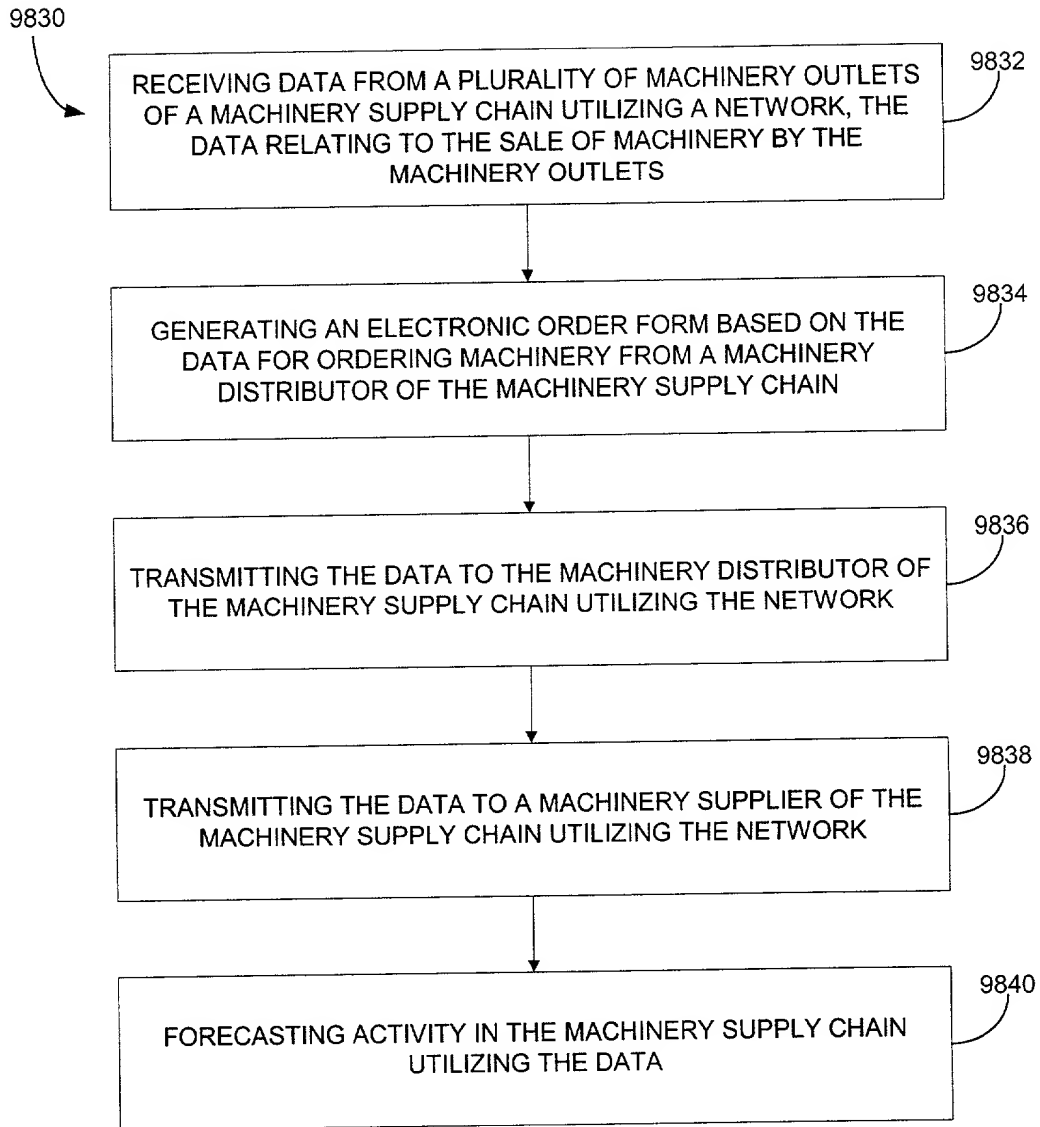 9830
RECEIVING DATA FROM A PLURALITY OF MACHINERY OUTLETS
OF A MACHINERY SUPPLY CHAIN UTILIZING A NETWORK, THE
DATA RELATING TO THE SALE OF MACHINERY BY THE
MACHINERY OUTLETS
9832
GENERATING AN ELECTRONIC ORDER FORM BASED ON THE
DATA FOR ORDERING MACHINERY FROM A MACHINERY
DISTRIBUTOR OF THE MACHINERY SUPPLY CHAIN
9834
TRANSMITTING THE DATA TO THE MACHINERY DISTRIBUTOR OF
THE MACHINERY SUPPLY CHAIN UTILIZING THE NETWORK
9836
TRANSMITTING THE DATA TO A MACHINERY SUPPLIER OF THE
MACHINERY SUPPLY CHAIN UTILIZING THE NETWORK
9838
FORECASTING ACTIVITY IN THE MACHINERY SUPPLY CHAIN
UTILIZING THE DATA
9840